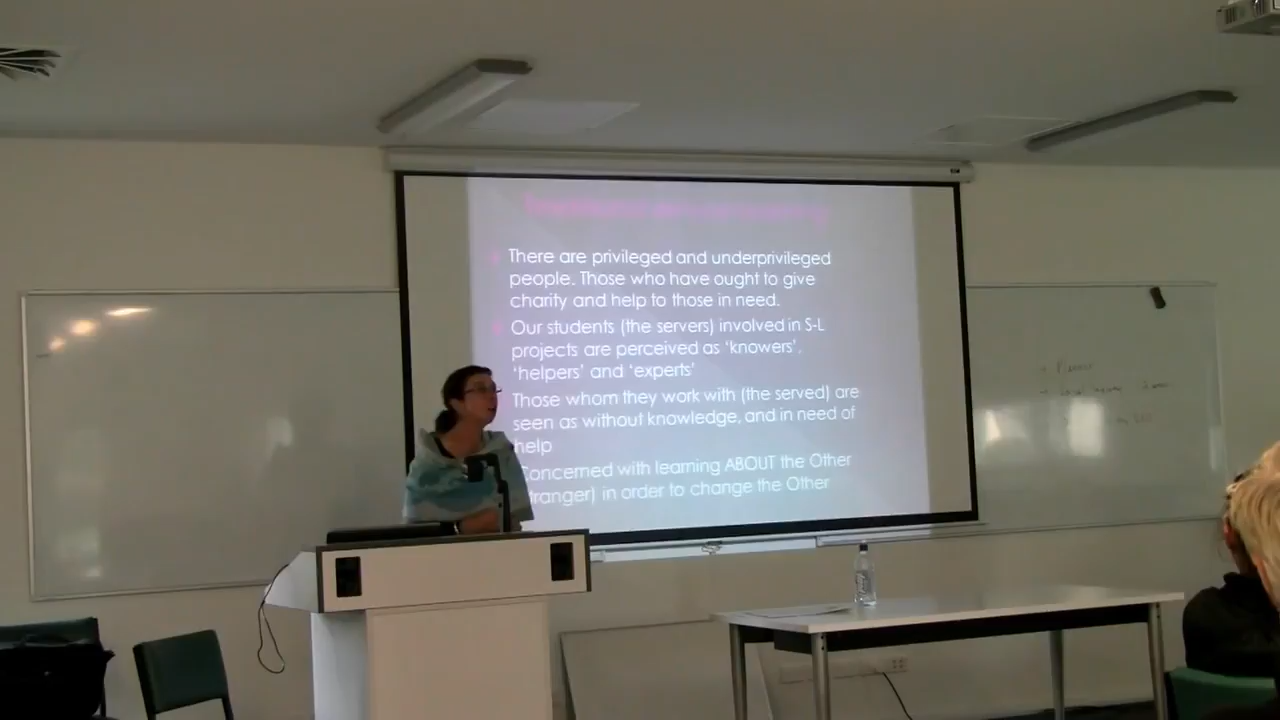 There are privileged and underprivileged
people. Those who have ought to give
charity and help to those in need.
Our students (the servers) involved in S-L
projects are perceived as 'knowers',
'helpers' and 'experts'
Those whom they work with (the served) are
seen as without knowledge, and in need of
help
Concerned with learning ABOUT the Other
(stranger) in order to change the Other